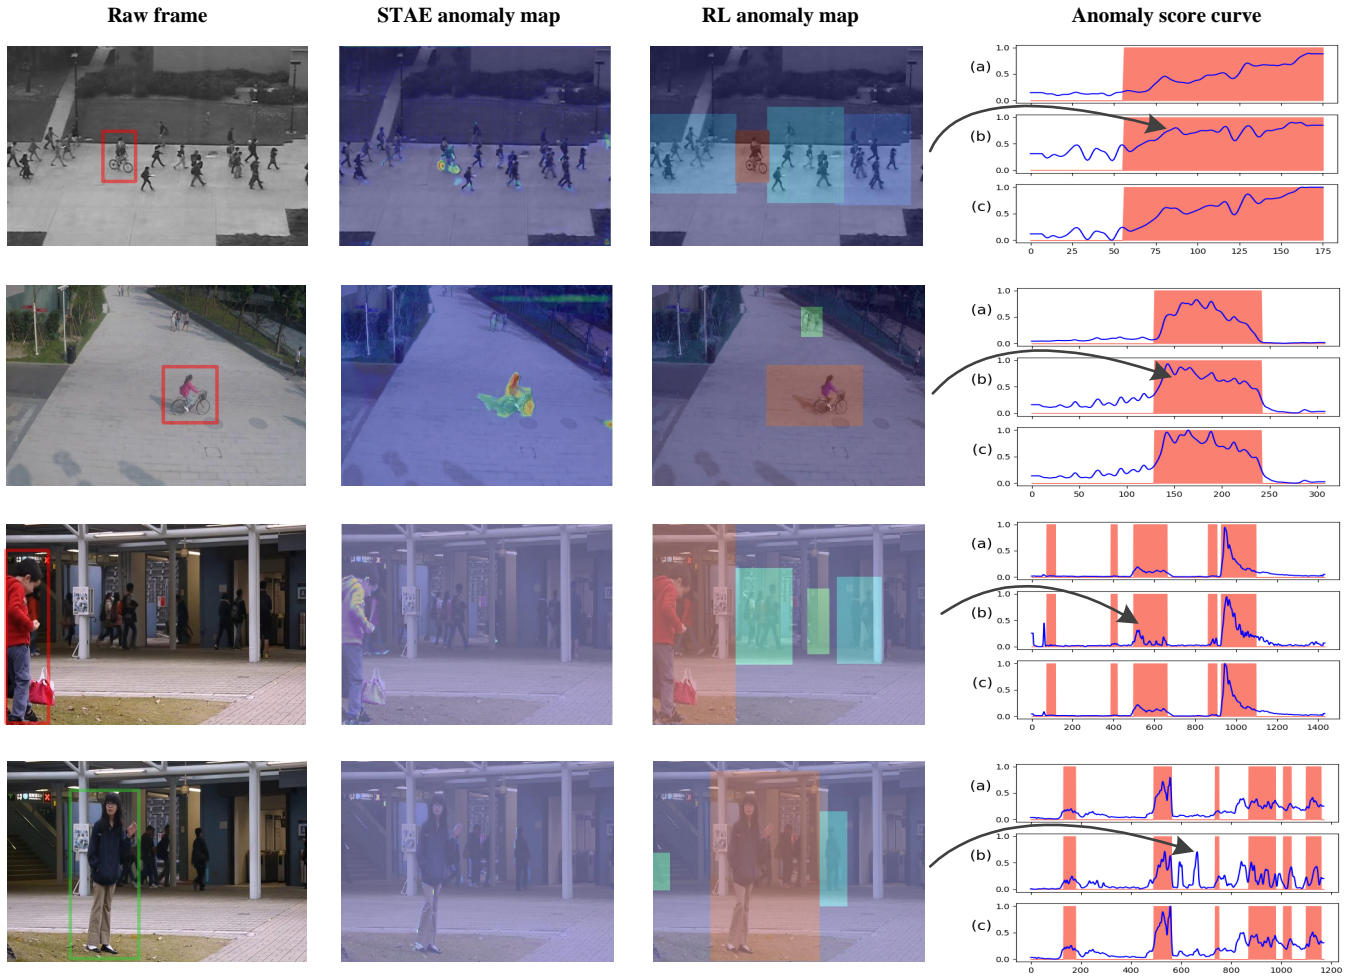 Raw frame STAE anomaly map RL anomaly map Anomaly score curve
(a) 1.0 0.5 0.0
(b) 1.0 0.5 0.0
(c) 1.0 0.5 0.0
0 25 50 75 100 125 150 175
(a) 1.0 0.5 0.0
(b) 1.0 0.5 0.0
(c) 1.0 0.5 0.0
0 50 100 150 200 250 300
(a) 1.0 0.5 0.0
(b) 1.0 0.5 0.0
(c) 1.0 0.5 0.0
0 200 400 600 800 1000 1200 1400
(a) 1.0 0.5 0.0
(b) 1.0 0.5 0.0
(c) 1.0 0.5 0.0
0 200 400 600 800 1000 1200